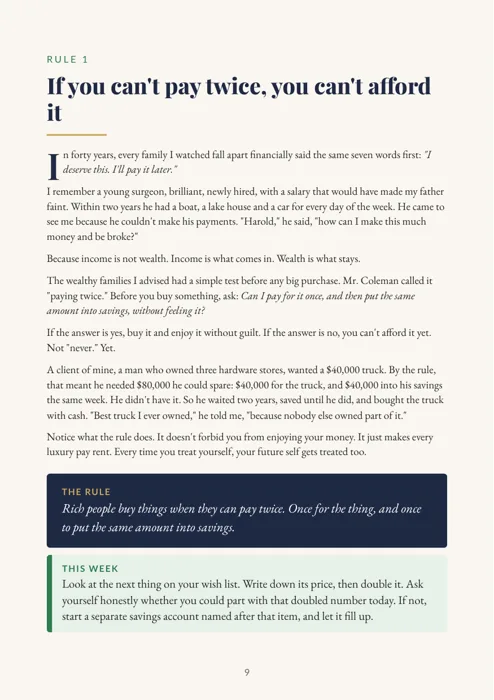 RULE 1
If you can't pay twice, you can't afford
it
In forty years, every family I watched fall apart financially said the same seven words first: "I
deserve this. I'll pay it later."
I remember a young surgeon, brilliant, newly hired, with a salary that would have made my father
faint. Within two years he had a boat, a lake house and a car for every day of the week. He came to
see me because he couldn't make his payments. "Harold," he said, "how can I make this much
money and be broke?"
Because income is not wealth. Income is what comes in. Wealth is what stays.
The wealthy families I advised had a simple test before any big purchase. Mr. Coleman called it
"paying twice." Before you buy something, ask: Can I pay for it once, and then put the same
amount into savings, without feeling it?
If the answer is yes, buy it and enjoy it without guilt. If the answer is no, you can't afford it yet.
Not "never." Yet.
A client of mine, a man who owned three hardware stores, wanted a $40,000 truck. By the rule,
that meant he needed $80,000 he could spare: $40,000 for the truck, and $40,000 into his savings
the same week. He didn't have it. So he waited two years, saved until he did, and bought the truck
with cash. "Best truck I ever owned," he told me, "because nobody else owned part of it."
Notice what the rule does. It doesn't forbid you from enjoying your money. It just makes every
luxury pay rent. Every time you treat yourself, your future self gets treated too.
THE RULE
Rich people buy things when they can pay twice. Once for the thing, and once
to put the same amount into savings.
THIS WEEK
Look at the next thing on your wish list. Write down its price, then double it. Ask
yourself honestly whether you could part with that doubled number today. If not,
start a separate savings account named after that item, and let it fill up.
9